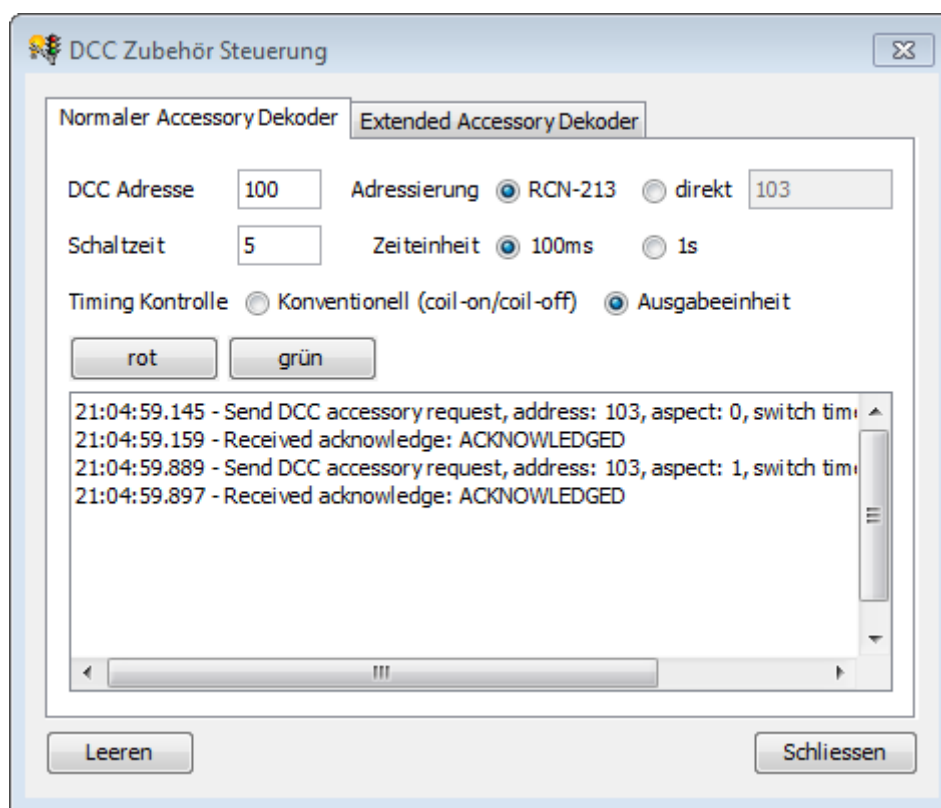 DCC Zubehör Steuerung
Normaler Accessory Dekoder Extended Accessory Dekoder
DCC Adresse 100 Adressierung RCN-213 direkt 103
Schaltzeit 5 Zeiteinheit 100ms 1s
Timing Kontrolle Konventionell (coil-on/coil-off) Ausgabeeinheit
rot grün
21:04:59.145 - Send DCC accessory request, address: 103, aspect: 0, switch
21:04:59.159 - Received acknowledge: ACKNOWLEDGED
21:04:59.889 - Send DCC accessory request, address: 103, aspect: 1, switch
21:04:59.897 - Received acknowledge: ACKNOWLEDGED
Leeren Schliessen